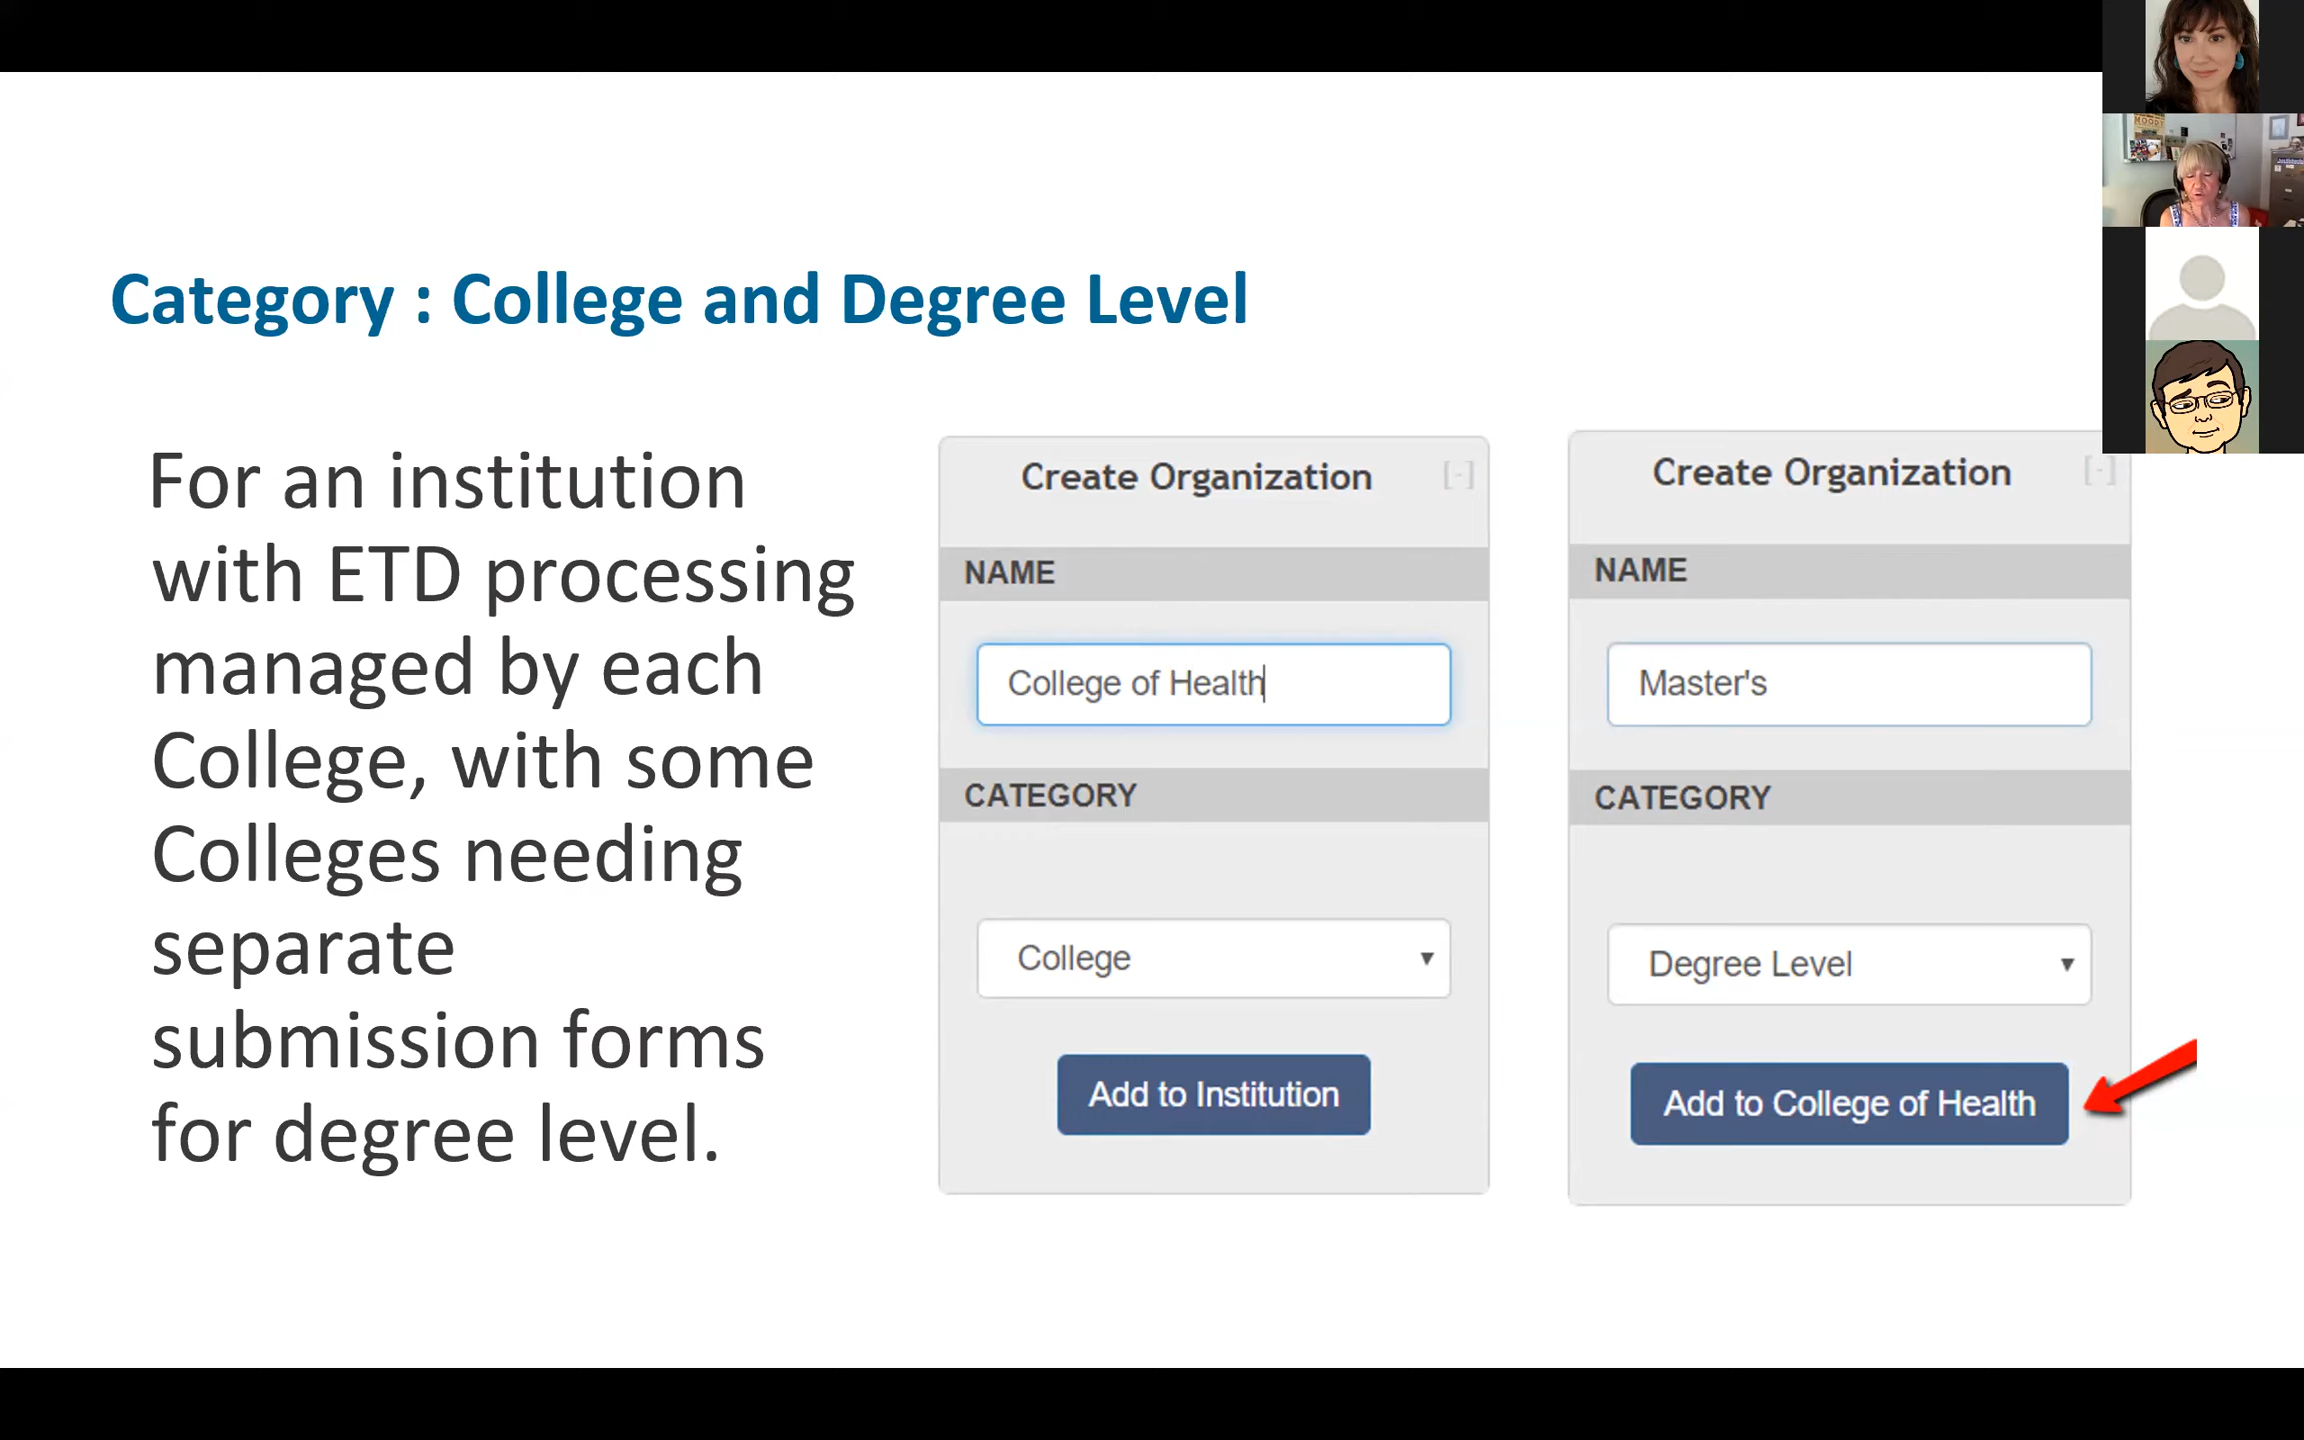 Category : College and Degree Level
For an institution
with ETD processing
managed by each
College, with some
Colleges needing
separate
submission forms
for degree level.
Create Organization [-]
NAME
College of Health
CATEGORY
College
Add to Institution
Create Organization [-]
NAME
Master's
CATEGORY
Degree Level
Add to College of Health